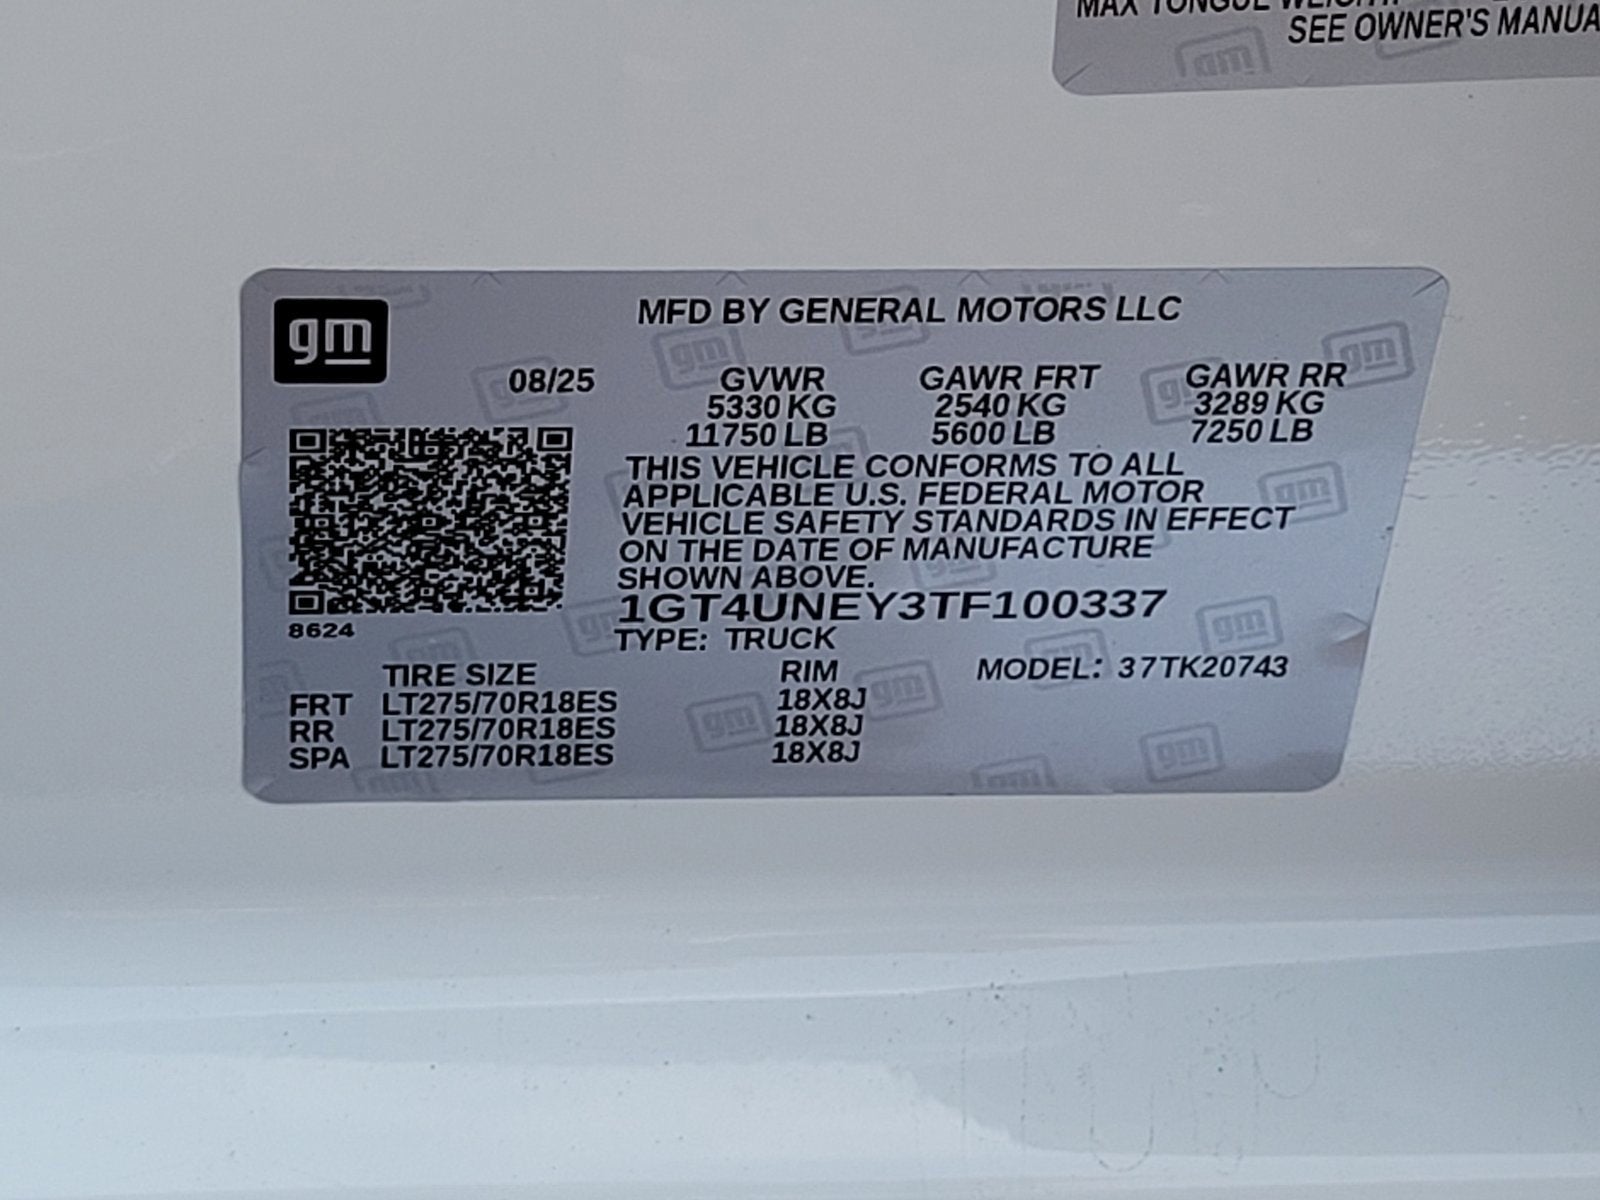 MAX TONGUE WEIGHT:
SEE OWNER'S MANUA
gm
MFD BY GENERAL MOTORS LLC
08/25 GVWR GAWR FRT GAWR RR
5330 KG 2540 KG 3289 KG
11750 LB 5600 LB 7250 LB
THIS VEHICLE CONFORMS TO ALL
APPLICABLE U.S. FEDERAL MOTOR
VEHICLE SAFETY STANDARDS IN EFFECT
ON THE DATE OF MANUFACTURE
SHOWN ABOVE.
1GT4UNEY3TF100337
8624
TYPE: TRUCK
TIRE SIZE RIM MODEL: 37TK20743
FRT LT275/70R18ES 18X8J
RR LT275/70R18ES 18X8J
SPA LT275/70R18ES 18X8J